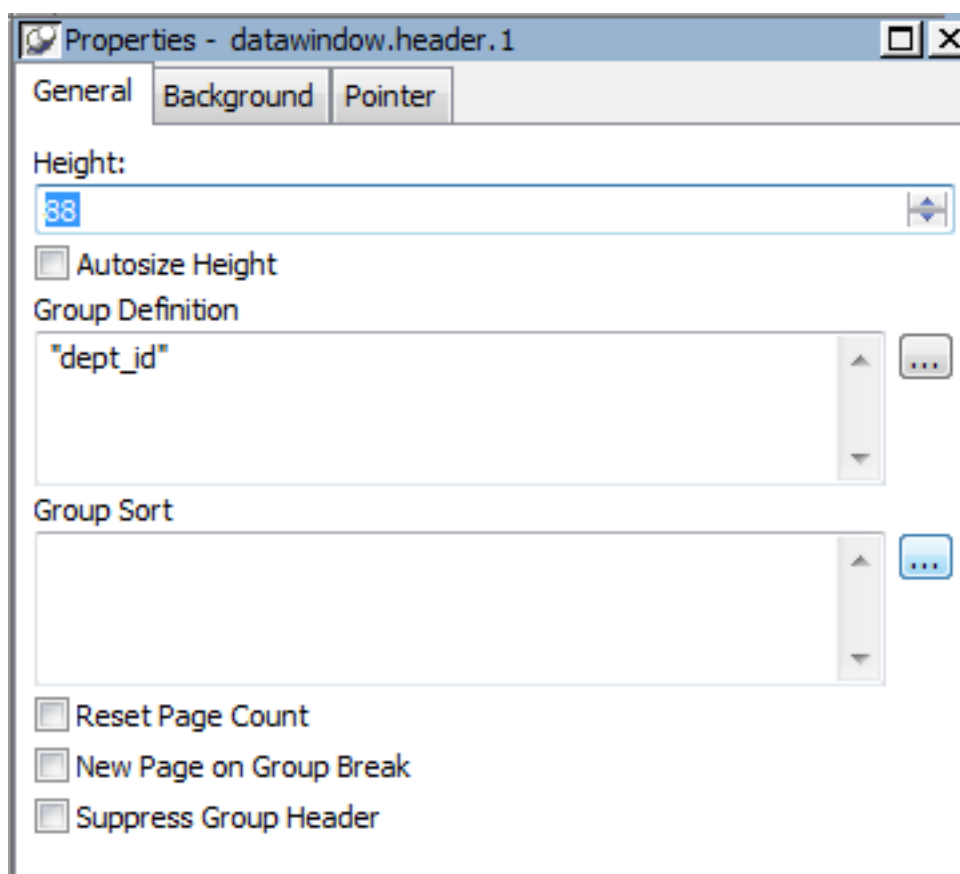 Properties - datawindow.header.1
General Background Pointer
Height:
88
Autosize Height
Group Definition
"dept_id"
...
Group Sort
...
Reset Page Count
New Page on Group Break
Suppress Group Header